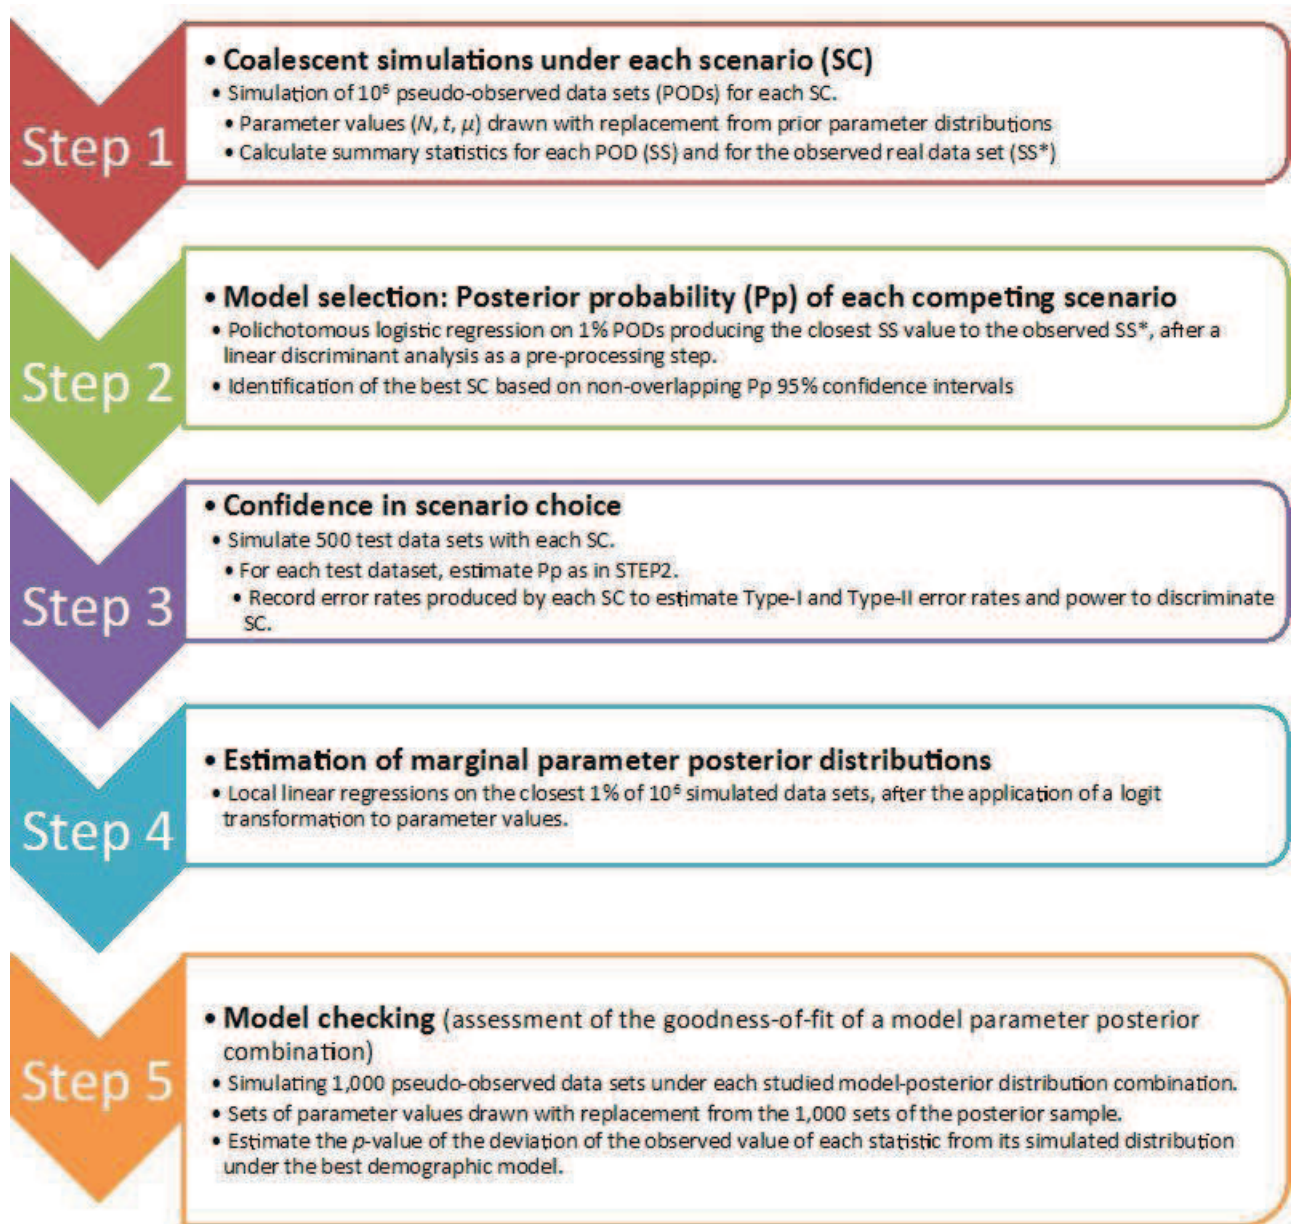 Step 1
• Coalescent simulations under each scenario (SC)
• Simulation of 10⁶ pseudo-observed data sets (PODs) for each SC.
• Parameter values (N, t, µ) drawn with replacement from prior parameter distributions
• Calculate summary statistics for each POD (SS) and for the observed real data set (SS*)
Step 2
• Model selection: Posterior probability (Pp) of each competing scenario
• Polichotomous logistic regression on 1% PODs producing the closest SS value to the observed SS*, after a
linear discriminant analysis as a pre-processing step.
• Identification of the best SC based on non-overlapping Pp 95% confidence intervals
Step 3
• Confidence in scenario choice
• Simulate 500 test data sets with each SC.
• For each test dataset, estimate Pp as in STEP2.
• Record error rates produced by each SC to estimate Type-I and Type-II error rates and power to discriminate
SC.
Step 4
• Estimation of marginal parameter posterior distributions
• Local linear regressions on the closest 1% of 10⁶ simulated data sets, after the application of a logit
transformation to parameter values.
Step 5
• Model checking (assessment of the goodness-of-fit of a model parameter posterior
combination)
• Simulating 1,000 pseudo-observed data sets under each studied model-posterior distribution combination.
• Sets of parameter values drawn with replacement from the 1,000 sets of the posterior sample.
• Estimate the p-value of the deviation of the observed value of each statistic from its simulated distribution
under the best demographic model.